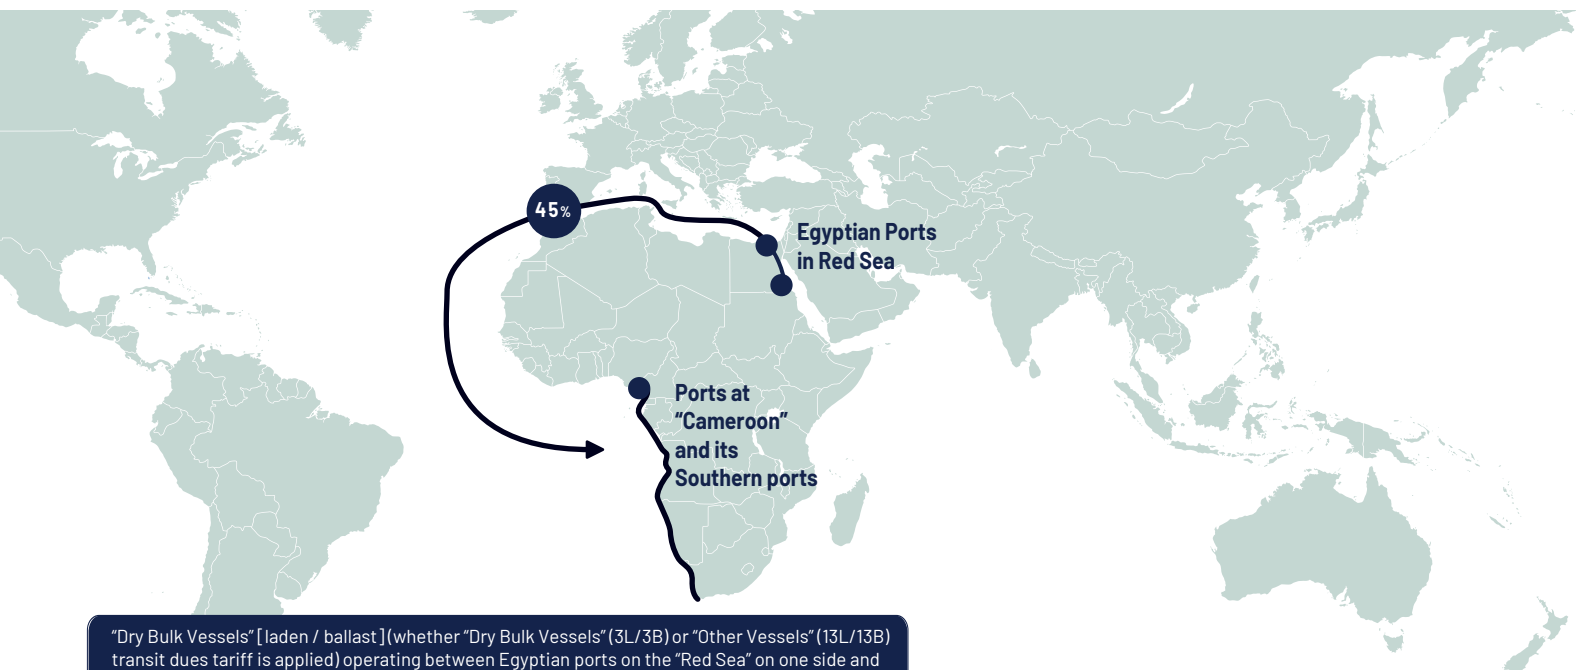 45%
Egyptian Ports
in Red Sea
Ports at
“Cameroon”
and its
Southern ports
“Dry Bulk Vessels” [laden / ballast] (whether “Dry Bulk Vessels” (3L/3B) or “Other Vessels” (13L/13B)
transit dues tariff is applied) operating between Egyptian ports on the “Red Sea” on one side and